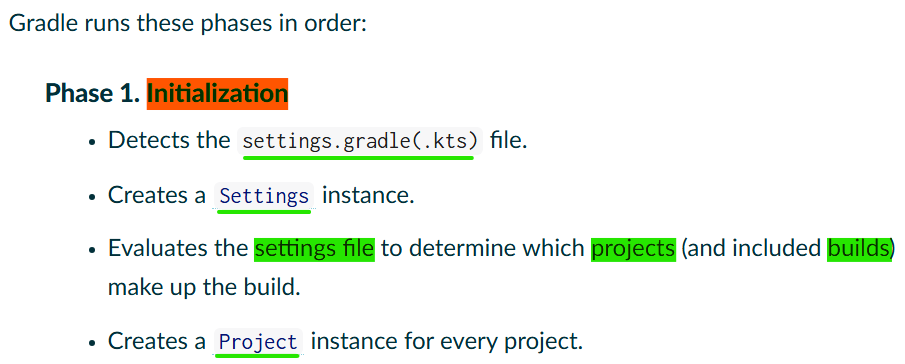 Gradle runs these phases in order:
Phase 1. Initialization
• Detects the settings.gradle(.kts) file.
• Creates a Settings instance.
• Evaluates the settings file to determine which projects (and included builds)
make up the build.
• Creates a Project instance for every project.